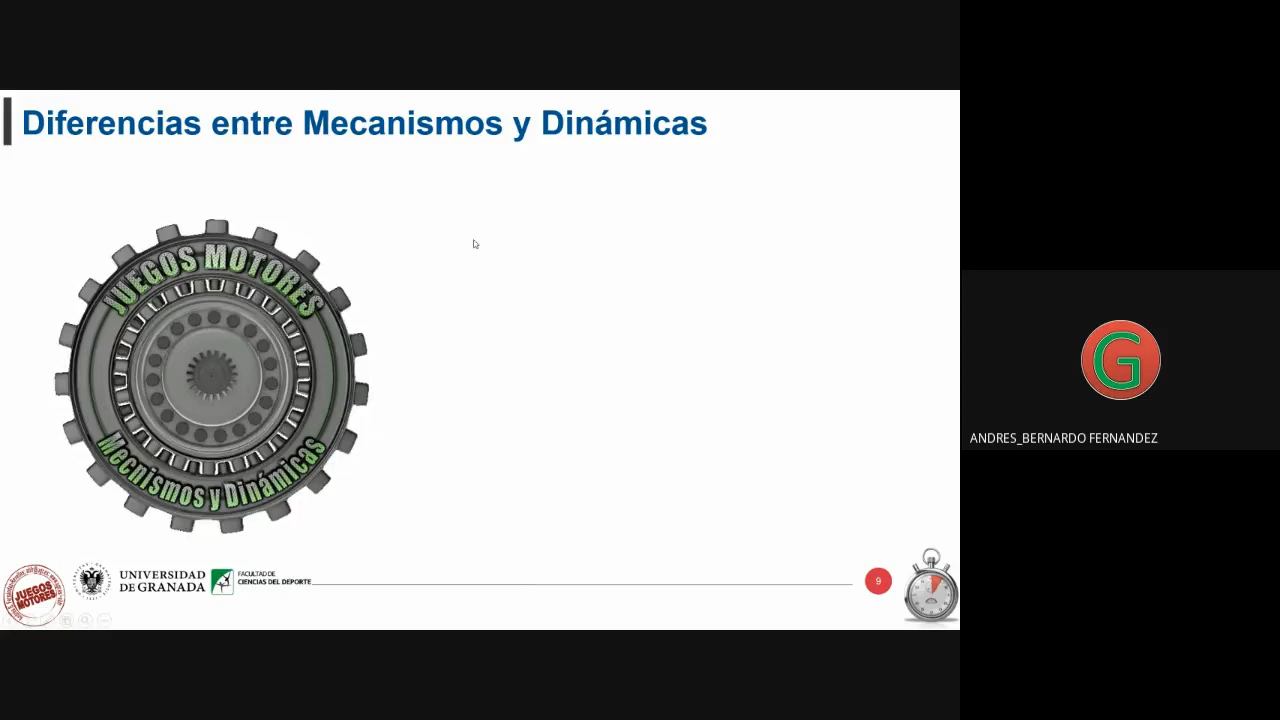 Diferencias entre Mecanismos y Dinámicas
JUEGOS MOTORES
Mecnismos y Dinámicas
JUEGOS
MOTORES
UNIVERSIDAD
DE GRANADA
FACULTAD DE
CIENCIAS DEL DEPORTE
9
G
ANDRES_BERNARDO FERNANDEZ